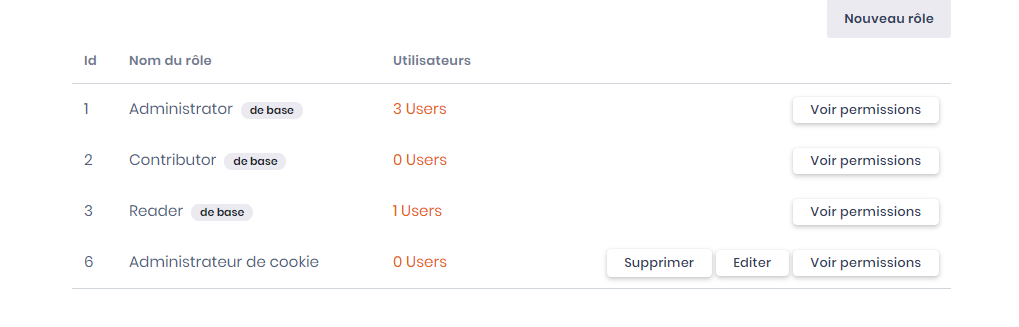 Nouveau rôle
Id Nom du rôle Utilisateurs
1 Administrator de base 3 Users Voir permissions
2 Contributor de base 0 Users Voir permissions
3 Reader de base 1 Users Voir permissions
6 Administrateur de cookie 0 Users Supprimer Editer Voir permissions